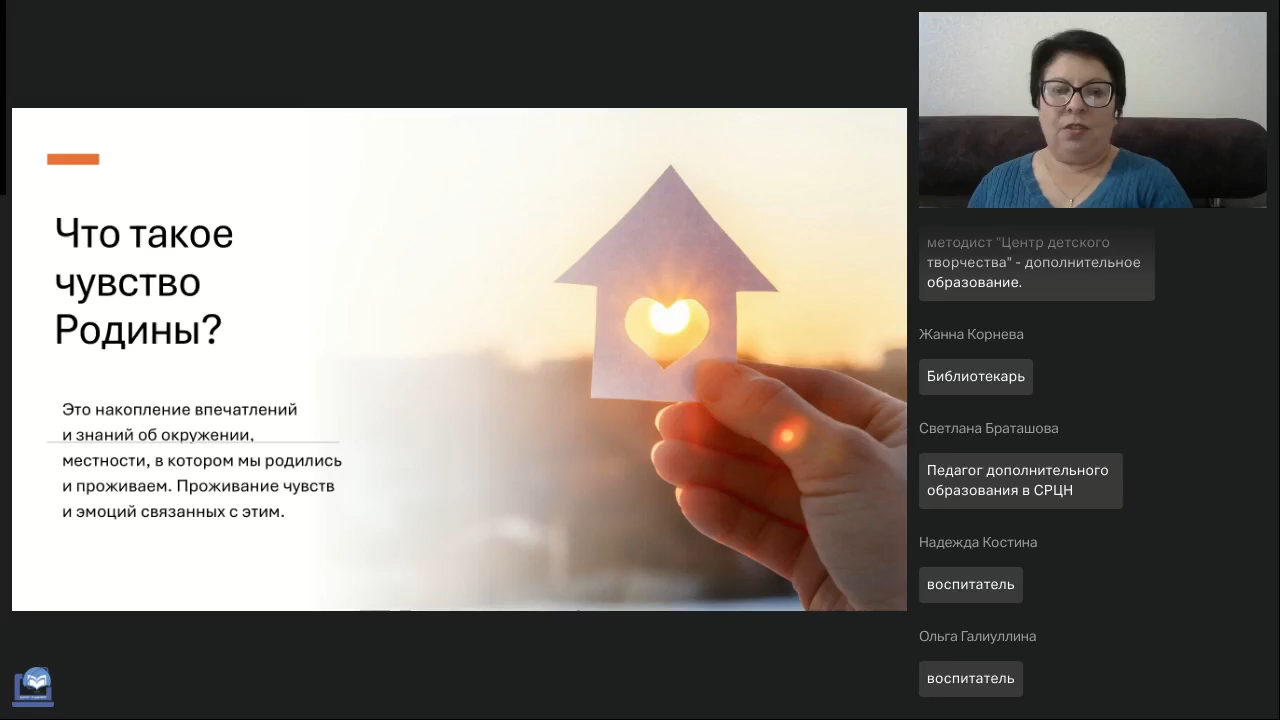 Что такое
чувство
Родины?
Это накопление впечатлений
и знаний об окружении,
местности, в котором мы родились
и проживаем. Проживание чувств
и эмоций связанных с этим.
методист "Центр детского
творчества" - дополнительное
образование.
Жанна Корнева
Библиотекарь
Светлана Браташова
Педагог дополнительного
образования в СРЦН
Надежда Костина
воспитатель
Ольга Галиуллина
воспитатель